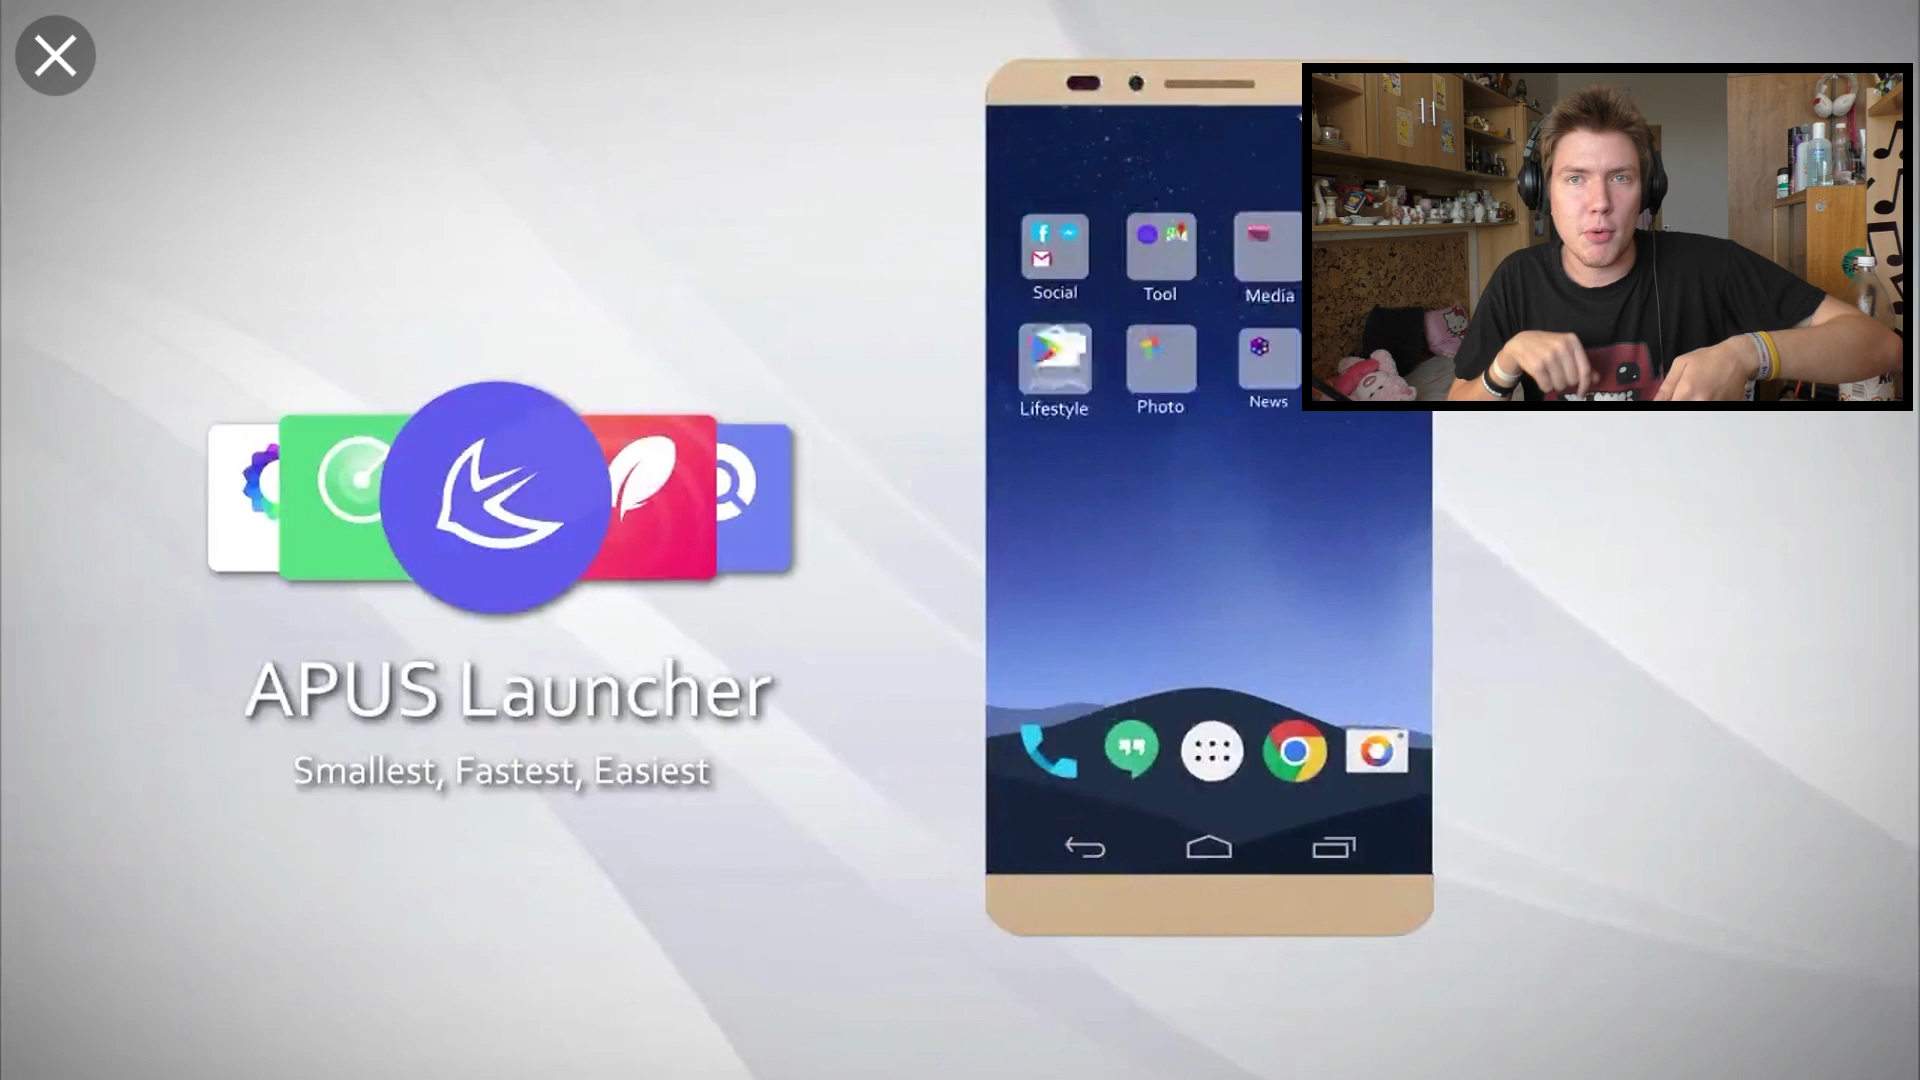 Social Tool Media
Lifestyle Photo News
APUS Launcher
Smallest, Fastest, Easiest